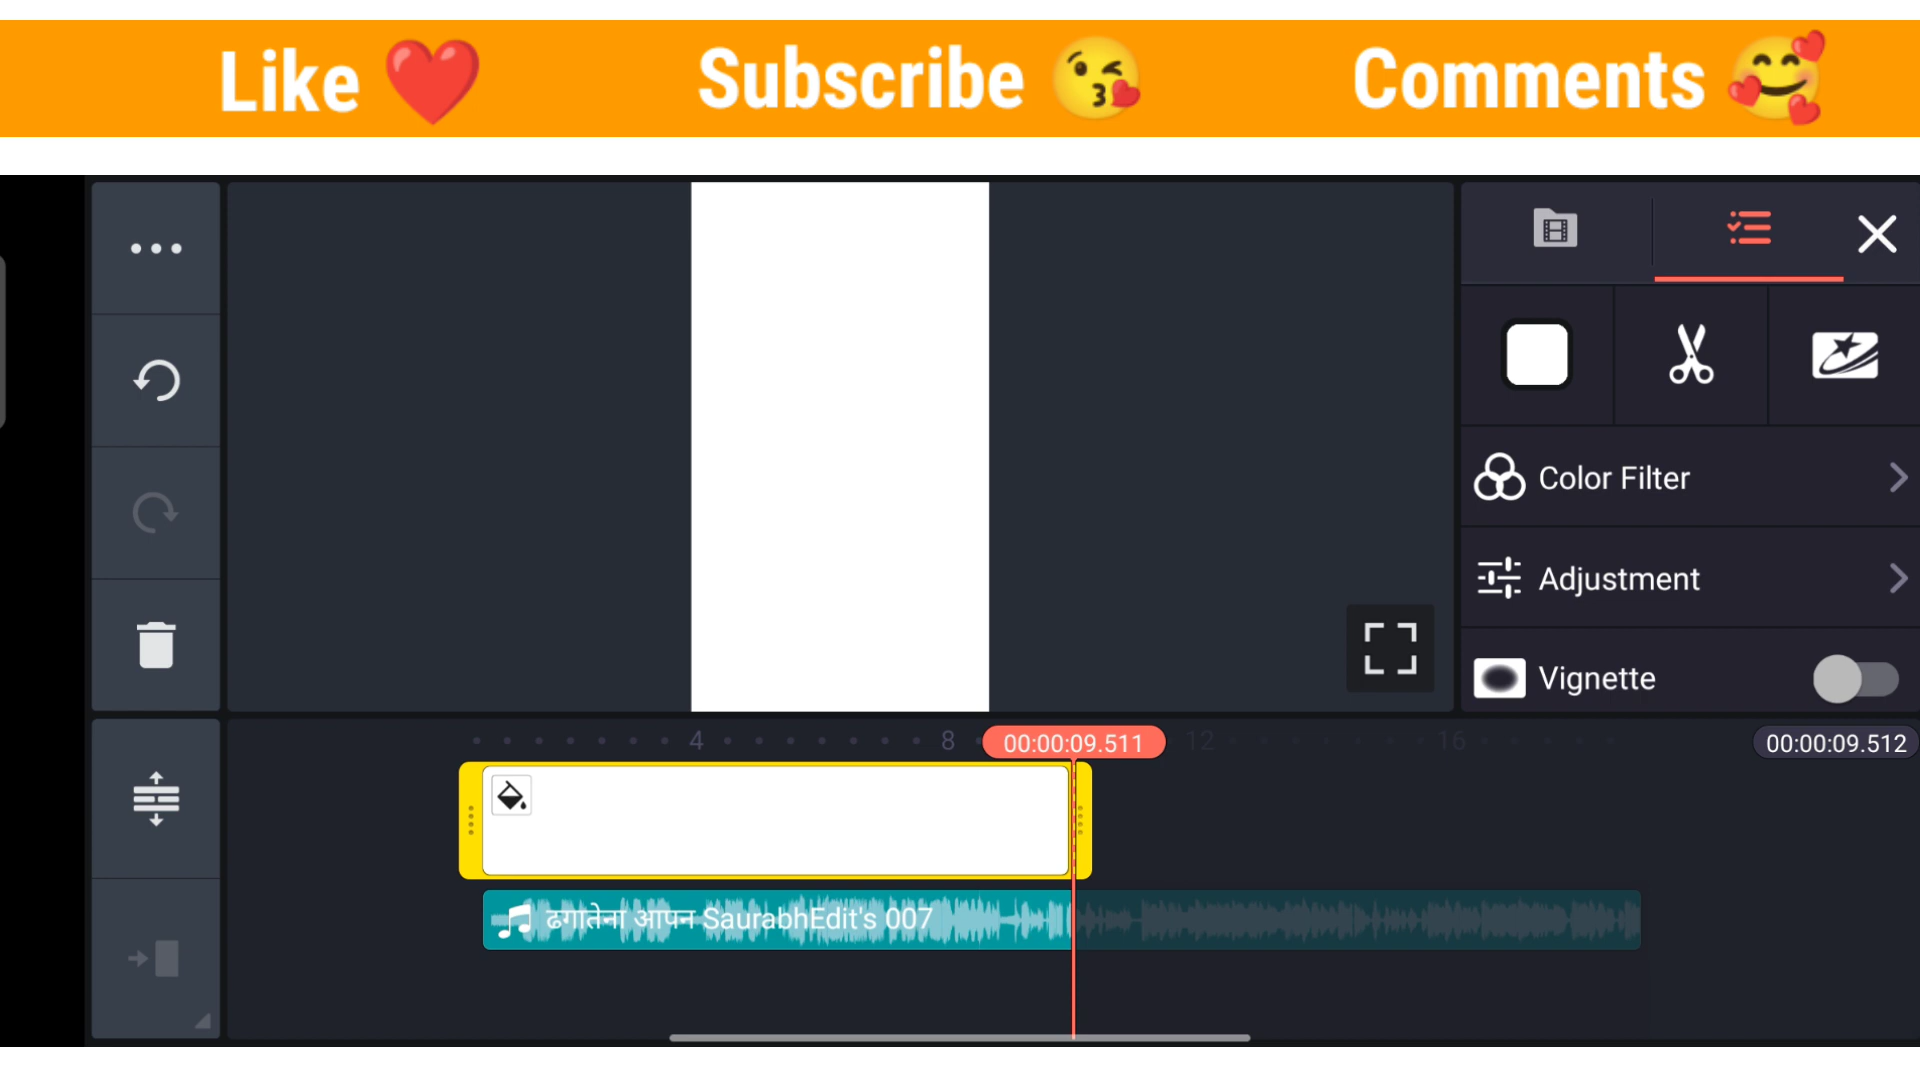 Like ❤️ Subscribe 😘 Comments 🥰
Color Filter
Adjustment
Vignette
4 8 00:00:09.511 12 16 00:00:09.512
ढगातेना आपन SaurabhEdit's 007